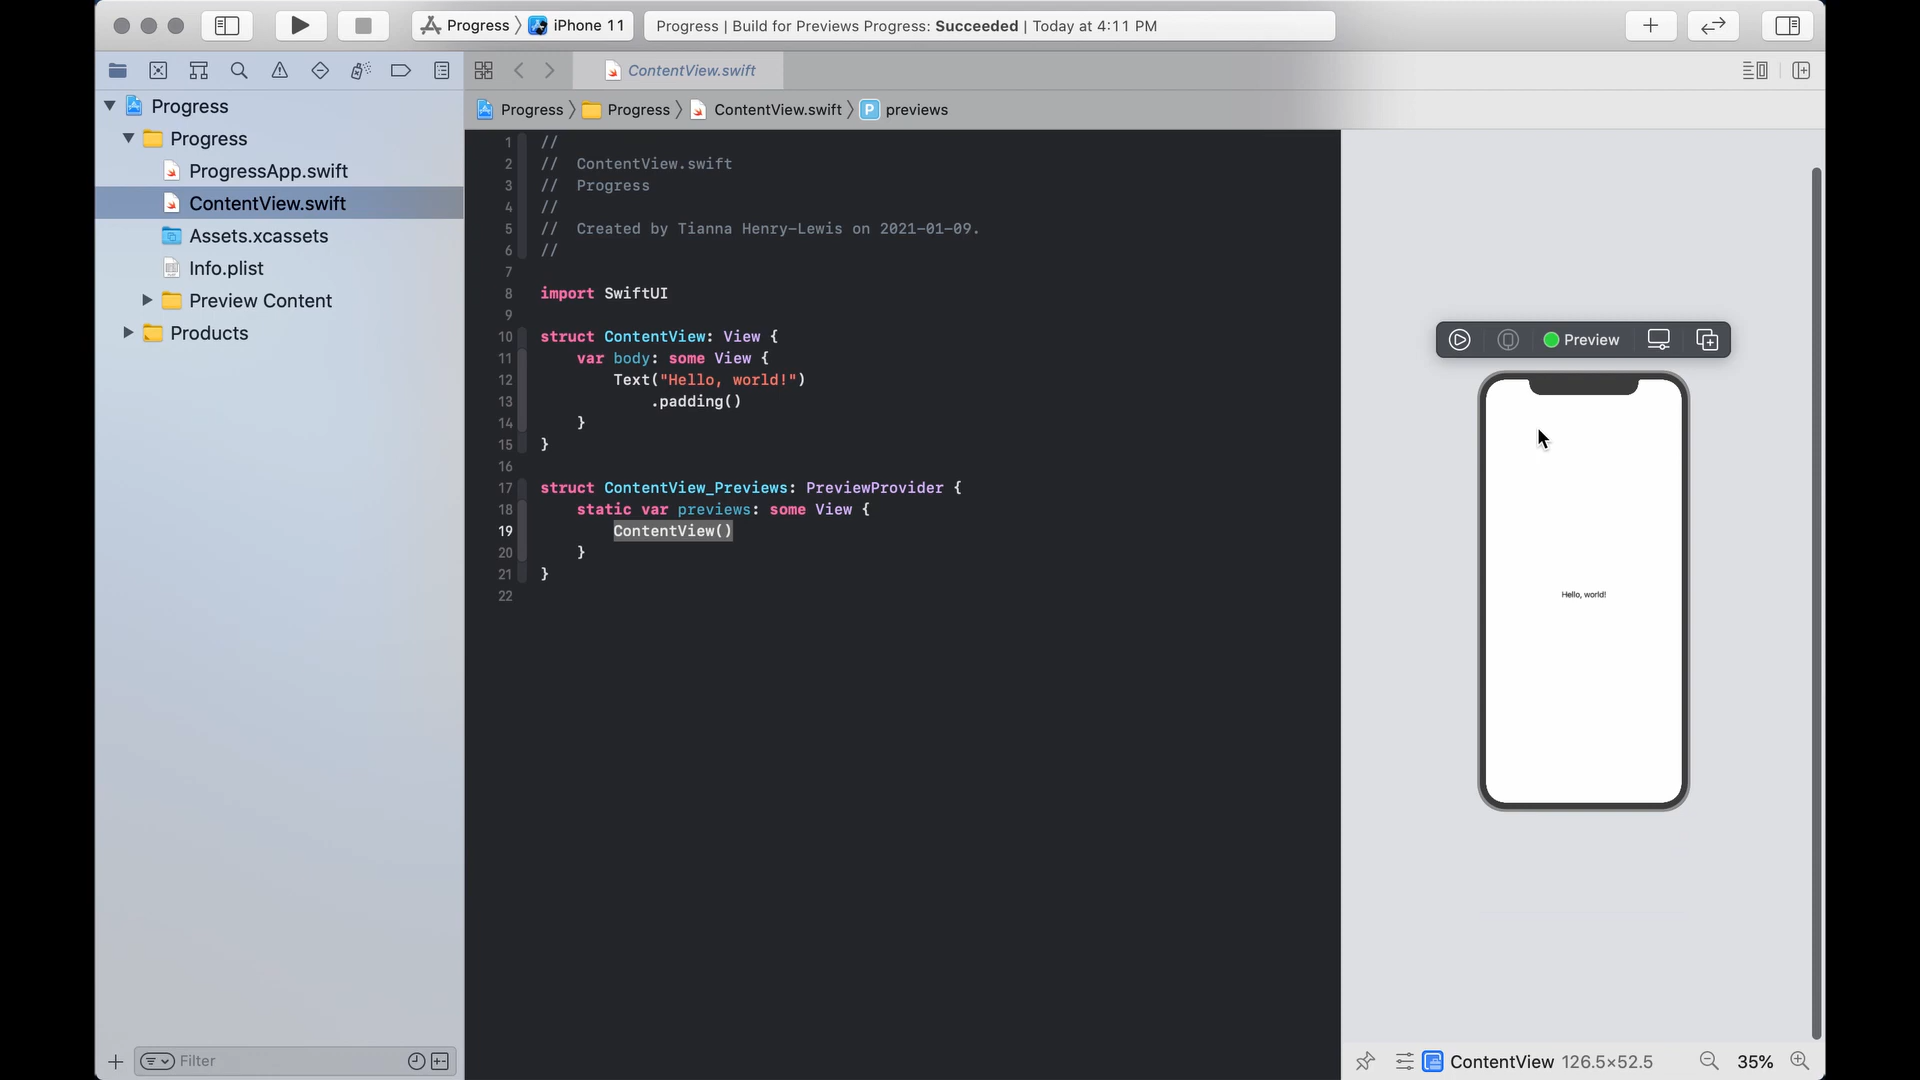 Progress 〉 iPhone 11
Progress | Build for Previews Progress: Succeeded | Today at 4:11 PM
ContentView.swift
Progress 〉 Progress 〉 ContentView.swift 〉 P previews
Progress
Progress
ProgressApp.swift
ContentView.swift
Assets.xcassets
Info.plist
Preview Content
Products
1 //
2 //  ContentView.swift
3 //  Progress
4 //
5 //  Created by Tianna Henry-Lewis on 2021-01-09.
6 //
7
8 import SwiftUI
9
10 struct ContentView: View {
11     var body: some View {
12         Text("Hello, world!")
13             .padding()
14     }
15 }
16
17 struct ContentView_Previews: PreviewProvider {
18     static var previews: some View {
19         ContentView()
20     }
21 }
22
Preview
Hello, world!
Filter
ContentView 126.5×52.5
35%